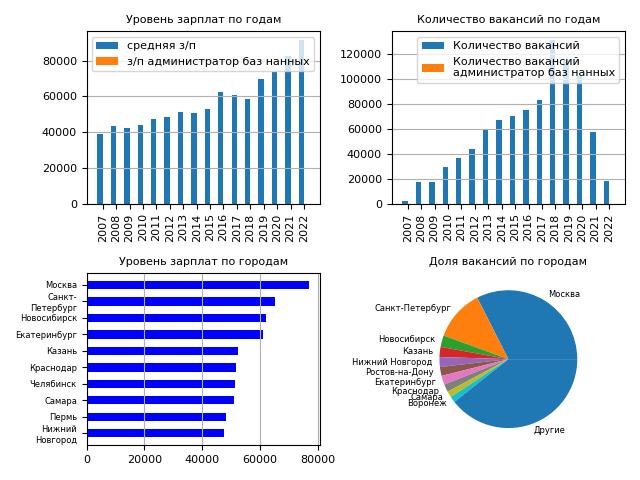 Уровень зарплат по годам
средняя з/п
з/п администратор баз нанных
80000
60000
40000
20000
0
2007
2008
2009
2010
2011
2012
2013
2014
2015
2016
2017
2018
2019
2020
2021
2022
Количество вакансий по годам
Количество вакансий
Количество вакансий
администратор баз нанных
120000
100000
80000
60000
40000
20000
0
2007
2008
2009
2010
2011
2012
2013
2014
2015
2016
2017
2018
2019
2020
2021
2022
Уровень зарплат по городам
Москва
Санкт-
Петербург
Новосибирск
Екатеринбург
Казань
Краснодар
Челябинск
Самара
Пермь
Нижний
Новгород
0
20000
40000
60000
80000
Доля вакансий по городам
Москва
Санкт-Петербург
Новосибирск
Казань
Нижний Новгород
Ростов-на-Дону
Екатеринбург
Краснодар
Самара
Воронеж
Другие